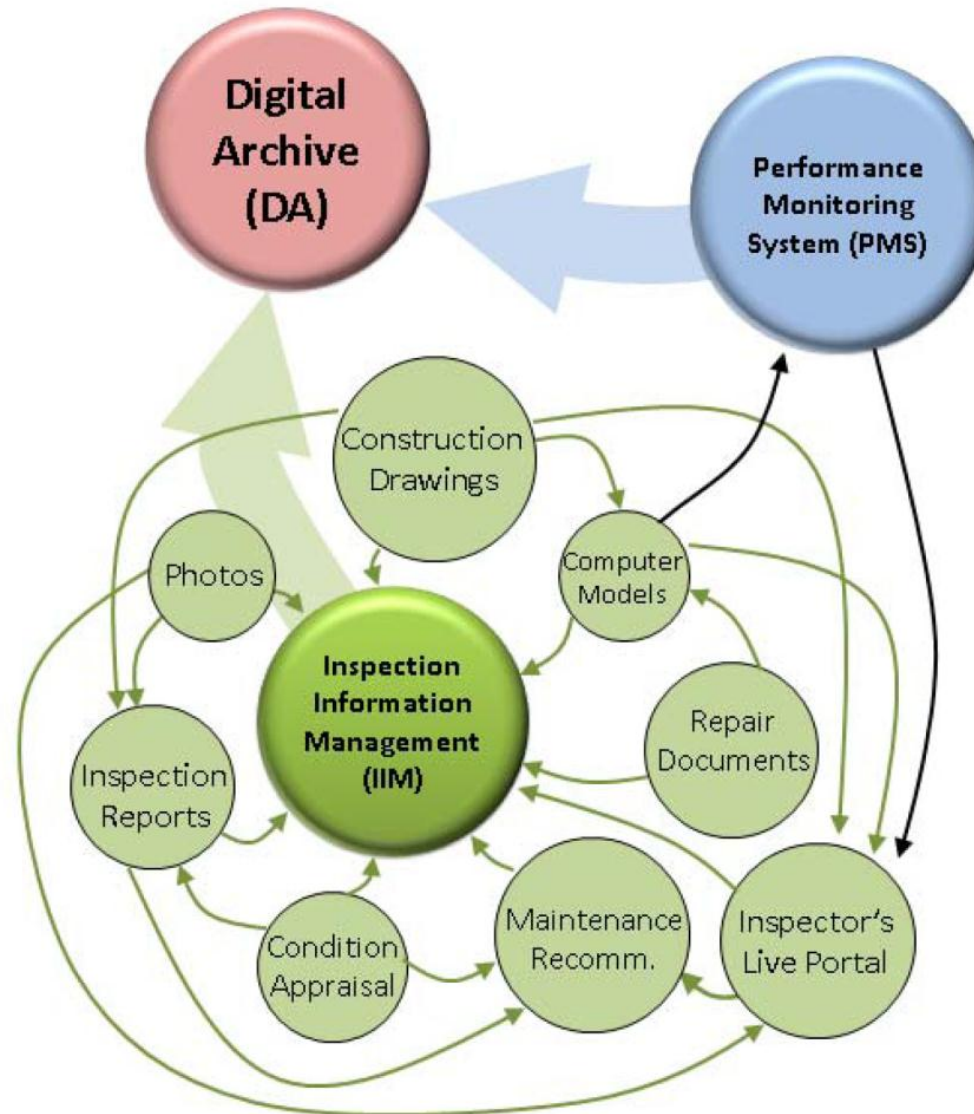 Digital
Archive
(DA)
Performance
Monitoring
System (PMS)
Construction
Drawings
Photos
Computer
Models
Inspection
Information
Management
(IIM)
Repair
Documents
Inspection
Reports
Condition
Appraisal
Maintenance
Recomm.
Inspector's
Live Portal